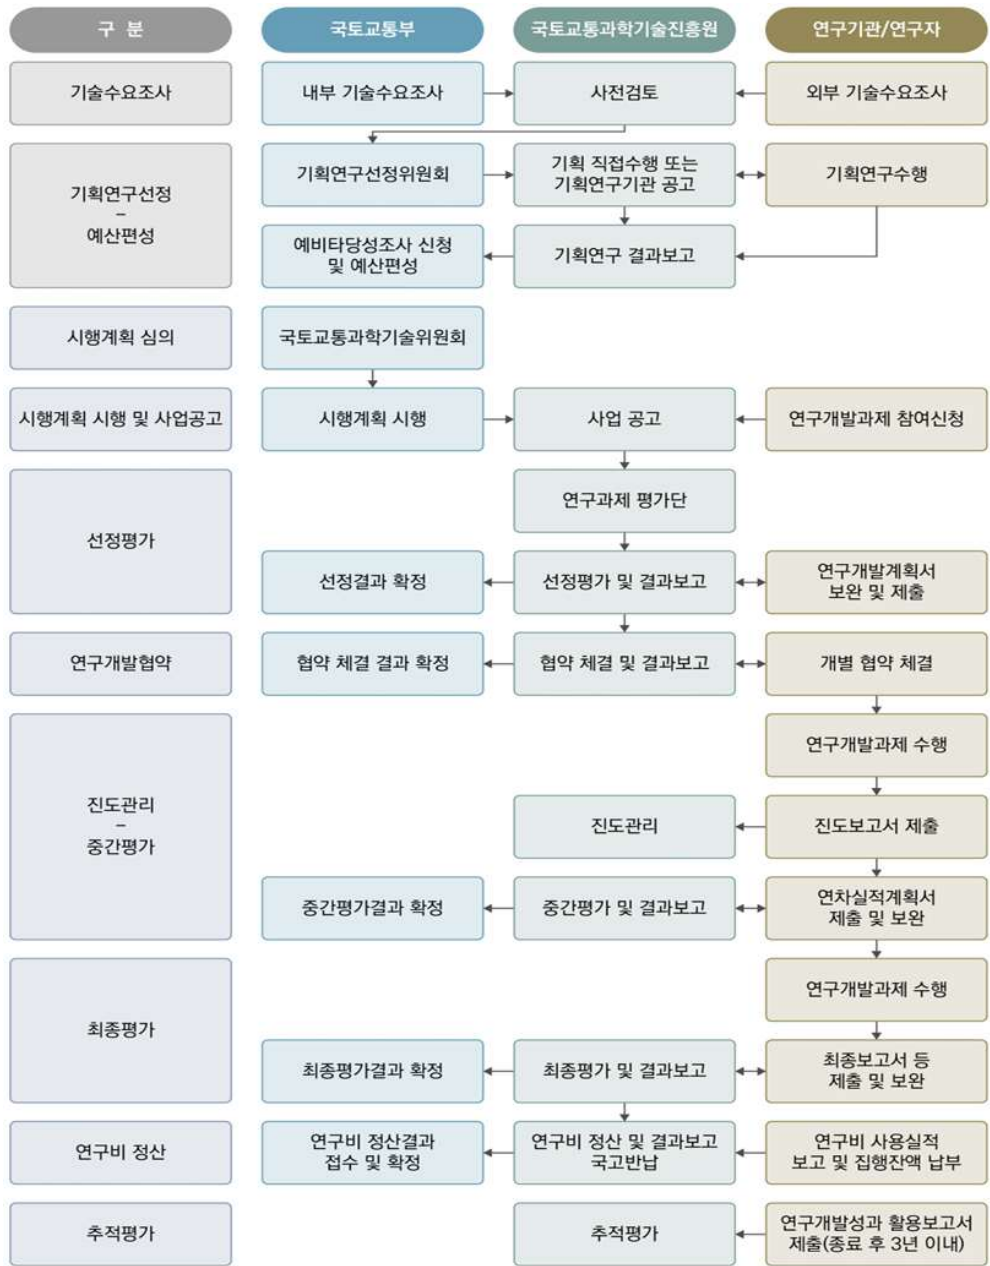 구 분
국토교통부
국토교통과학기술진흥원
연구기관/연구자
기술수요조사
내부 기술수요조사
사전검토
외부 기술수요조사
기획연구선정
–
예산편성
기획연구선정위원회
기획 직접수행 또는
기획연구기관 공고
기획연구수행
예비타당성조사 신청
및 예산편성
기획연구 결과보고
시행계획 심의
국토교통과학기술위원회
시행계획 시행 및 사업공고
시행계획 시행
사업 공고
연구개발과제 참여신청
선정평가
연구과제 평가단
선정결과 확정
선정평가 및 결과보고
연구개발계획서
보완 및 제출
연구개발협약
협약 체결 결과 확정
협약 체결 및 결과보고
개별 협약 체결
진도관리
–
중간평가
연구개발과제 수행
진도관리
진도보고서 제출
중간평가결과 확정
중간평가 및 결과보고
연차실적계획서
제출 및 보완
최종평가
연구개발과제 수행
최종평가결과 확정
최종평가 및 결과보고
최종보고서 등
제출 및 보완
연구비 정산
연구비 정산결과
접수 및 확정
연구비 정산 및 결과보고
국고반납
연구비 사용실적
보고 및 집행잔액 납부
추적평가
추적평가
연구개발성과 활용보고서
제출(종료 후 3년 이내)